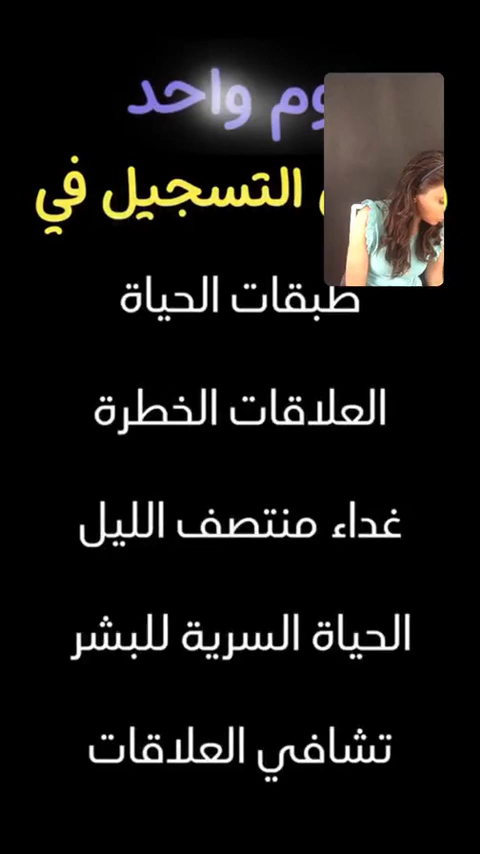 واحد
التسجيل في
طبقات الحياة
العلاقات الخطرة
غداء منتصف الليل
الحياة السرية للبشر
تشافي العلاقات